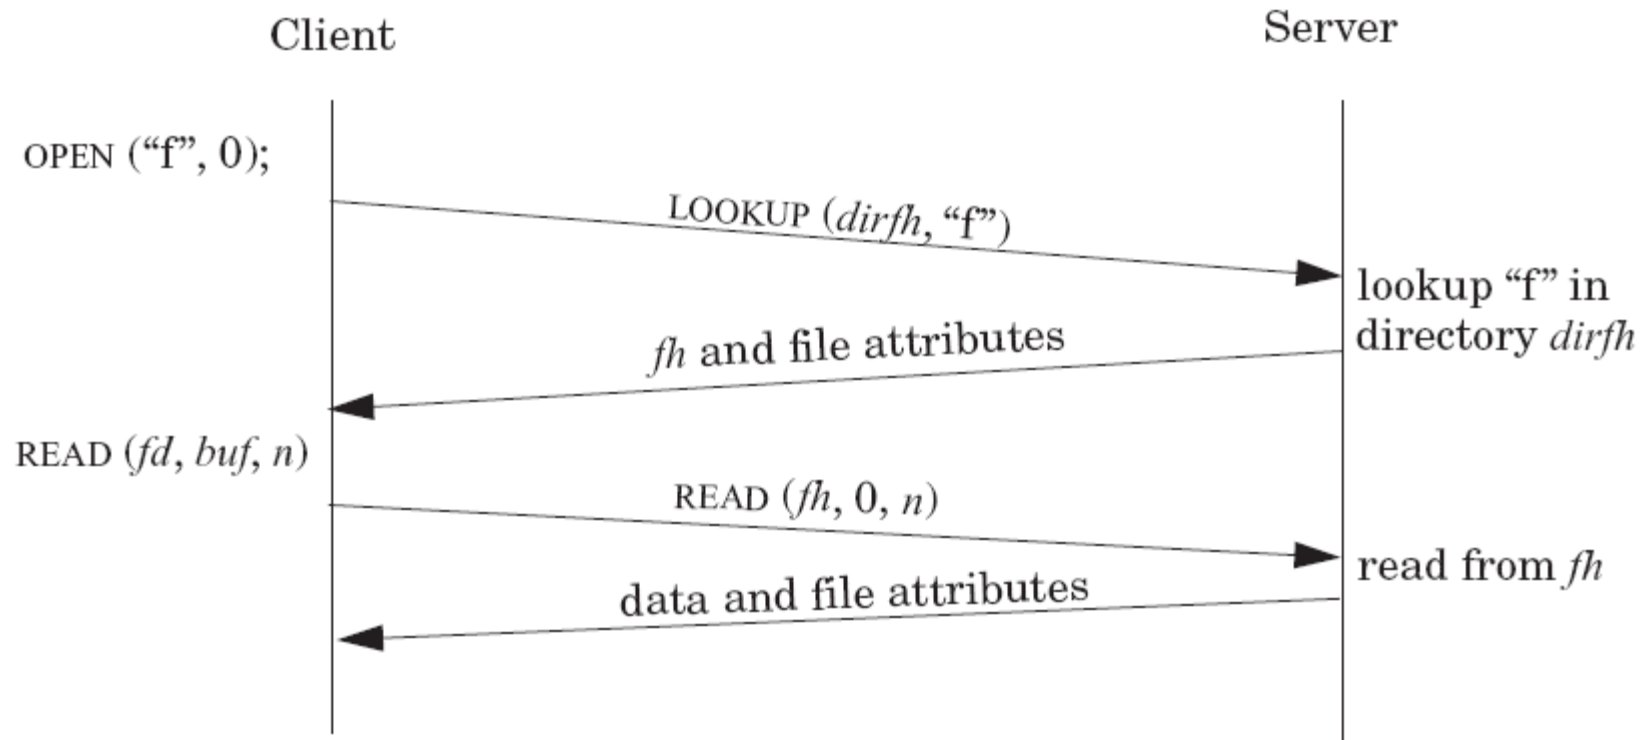 Client
Server
OPEN (“f”, 0);
LOOKUP (dirfh, “f”)
lookup “f” in
directory dirfh
fh and file attributes
READ (fd, buf, n)
READ (fh, 0, n)
read from fh
data and file attributes